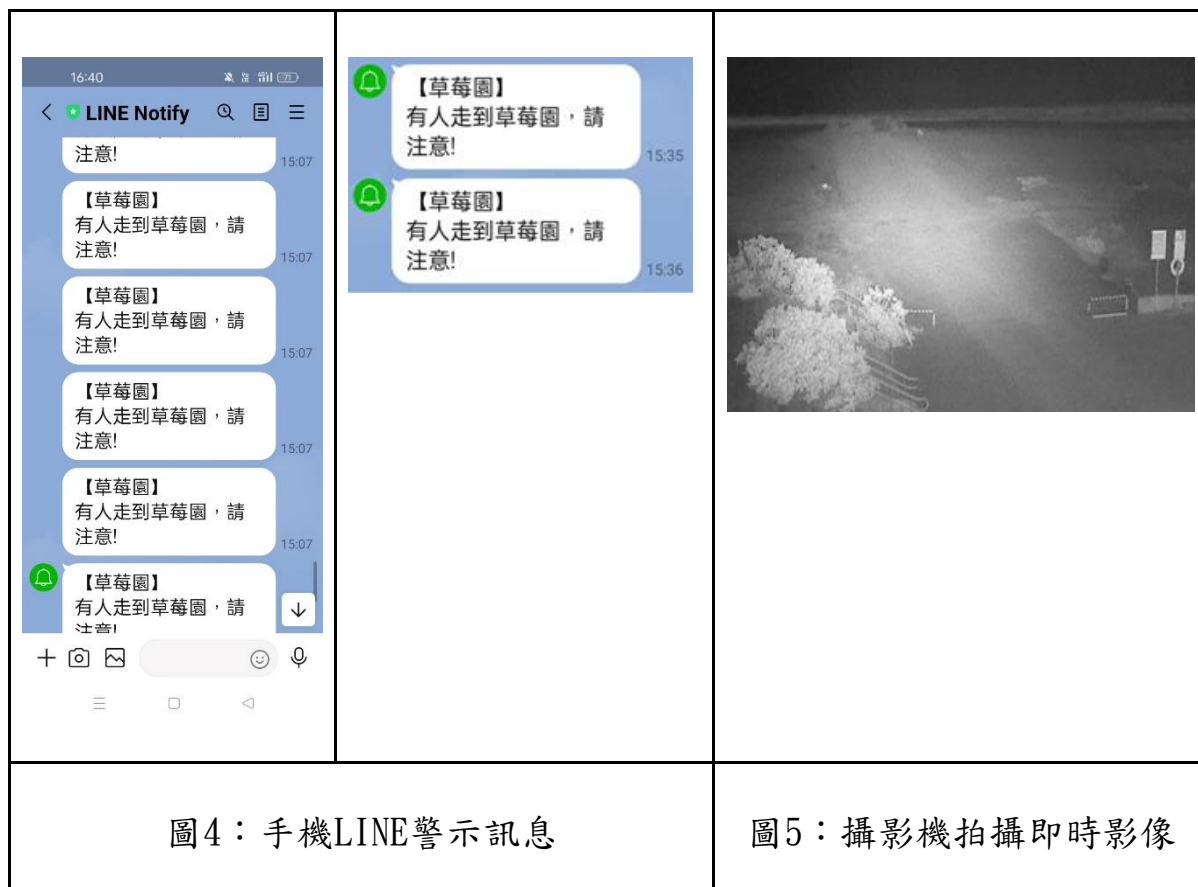 16:40
71
LINE Notify
注意!
15:07
【草莓園】
有人走到草莓園，請
注意!
15:07
【草莓園】
有人走到草莓園，請
注意!
15:07
【草莓園】
有人走到草莓園，請
注意!
15:07
【草莓園】
有人走到草莓園，請
注意!
15:07
【草莓園】
有人走到草莓園，請
注意!
【草莓園】
有人走到草莓園，請
注意!
15:35
【草莓園】
有人走到草莓園，請
注意!
15:36
圖4：手機LINE警示訊息
圖5：攝影機拍攝即時影像